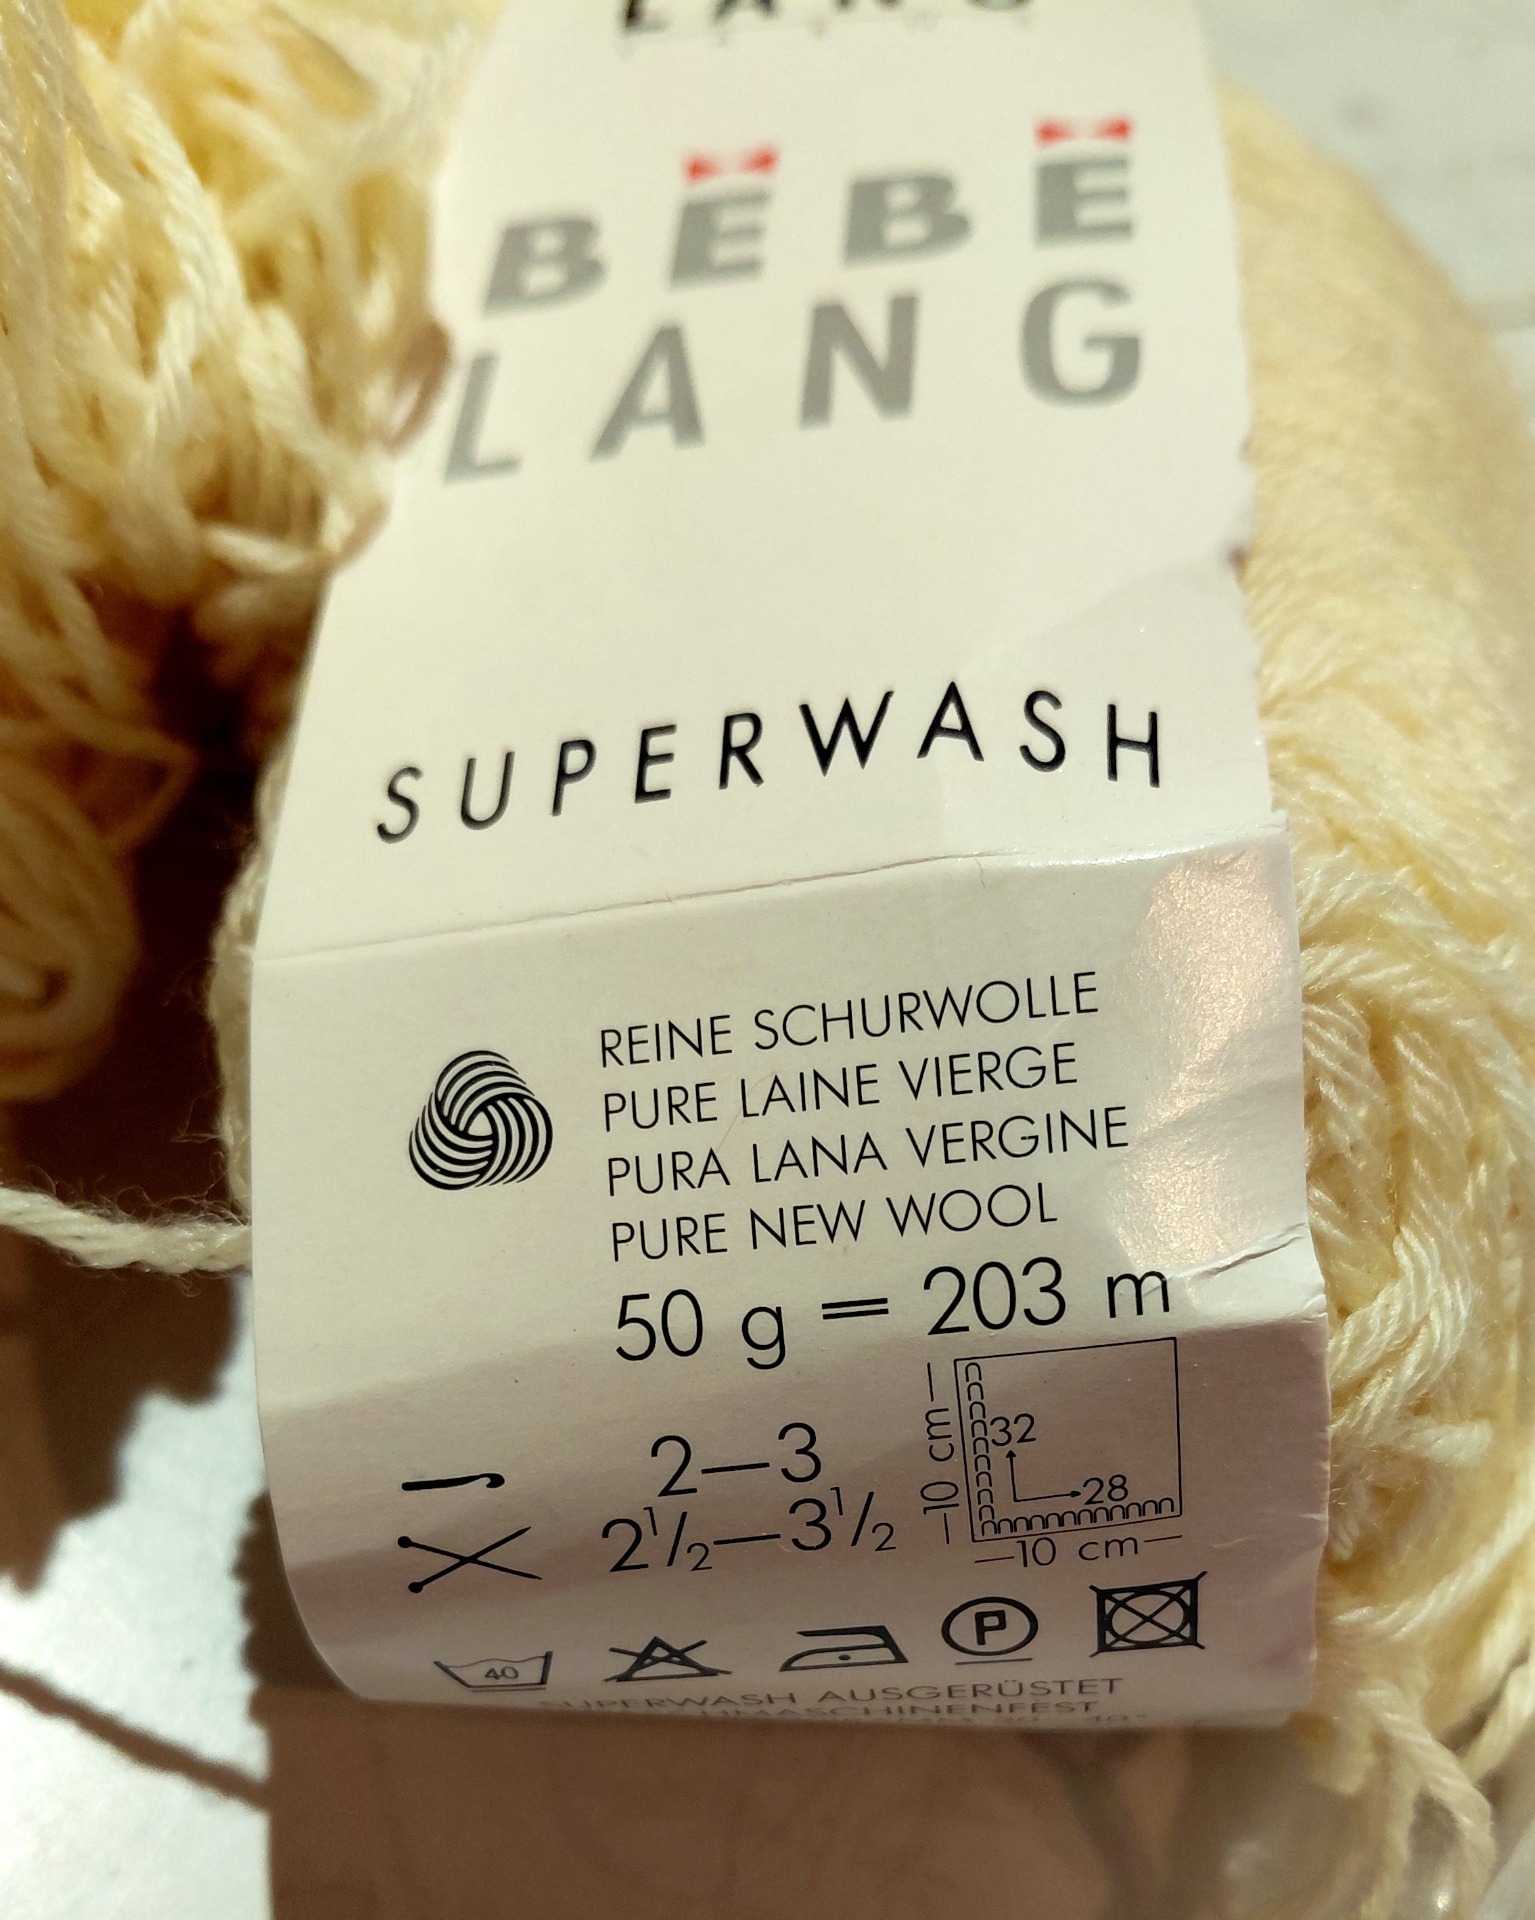 LANG
BEBE
LANG
SUPERWASH
REINE SCHURWOLLE
PURE LAINE VIERGE
PURA LANA VERGINE
PURE NEW WOOL
50 g = 203 m
2–3
2½–3½
10 cm
32
28
10 cm
40
P
SUPERWASH AUSGERÜSTET